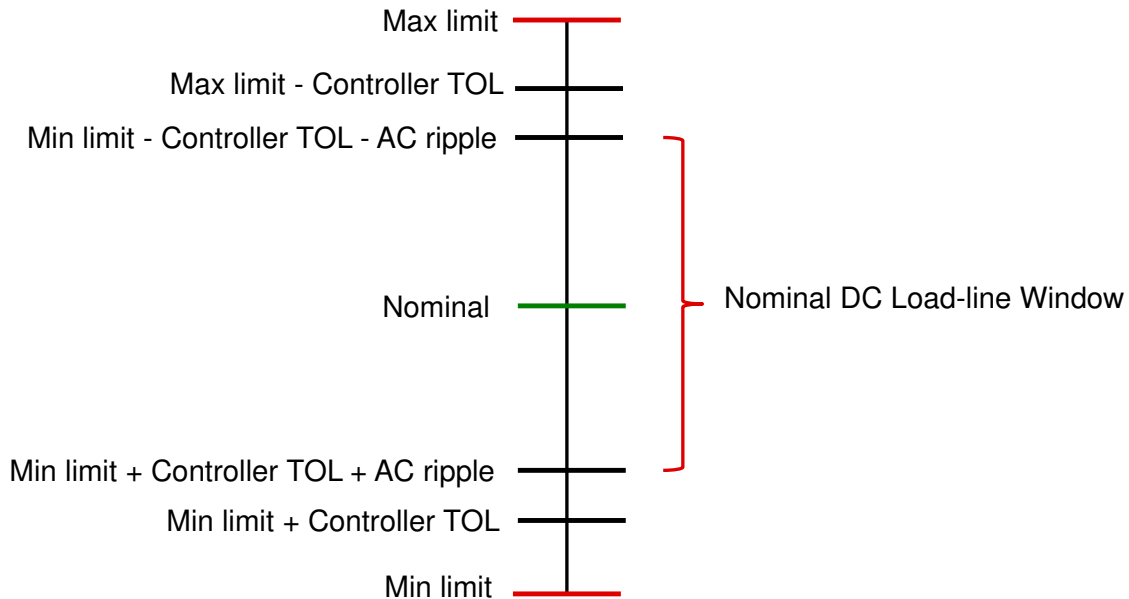 Max limit
Max limit - Controller TOL
Min limit - Controller TOL - AC ripple
Nominal
Nominal DC Load-line Window
Min limit + Controller TOL + AC ripple
Min limit + Controller TOL
Min limit